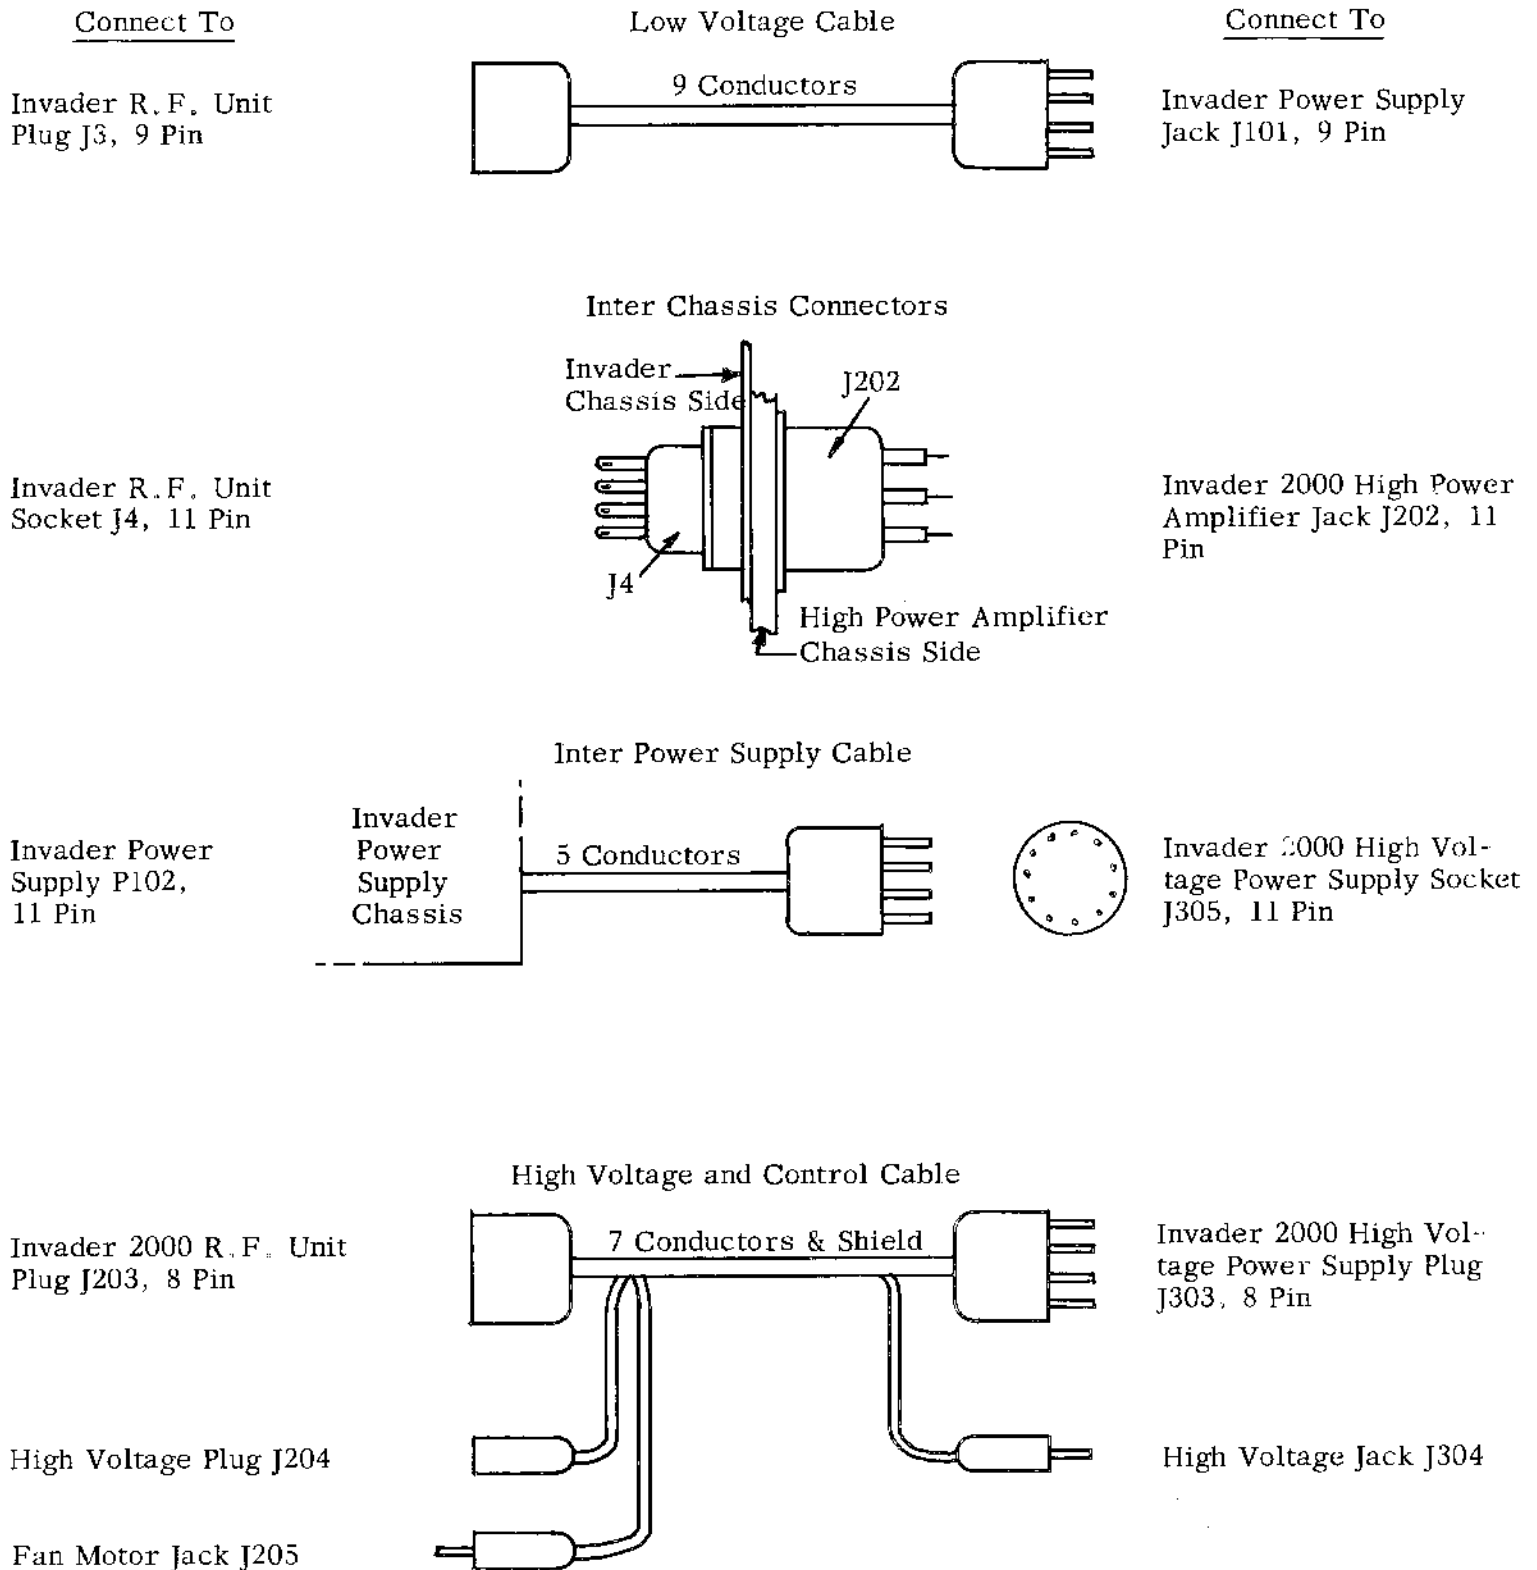 Connect To
Low Voltage Cable
Connect To
Invader R.F. Unit
Plug J3, 9 Pin
9 Conductors
Invader Power Supply
Jack J101, 9 Pin
Inter Chassis Connectors
Invader
Chassis Side
J202
Invader R.F. Unit
Socket J4, 11 Pin
J4
Invader 2000 High Power
Amplifier Jack J202, 11
Pin
High Power Amplifier
Chassis Side
Inter Power Supply Cable
Invader Power
Supply P102,
11 Pin
Invader
Power
Supply
Chassis
5 Conductors
Invader 2000 High Vol-
tage Power Supply Socket
J305, 11 Pin
High Voltage and Control Cable
Invader 2000 R.F. Unit
Plug J203, 8 Pin
7 Conductors & Shield
Invader 2000 High Vol-
tage Power Supply Plug
J303, 8 Pin
High Voltage Plug J204
High Voltage Jack J304
Fan Motor Jack J205